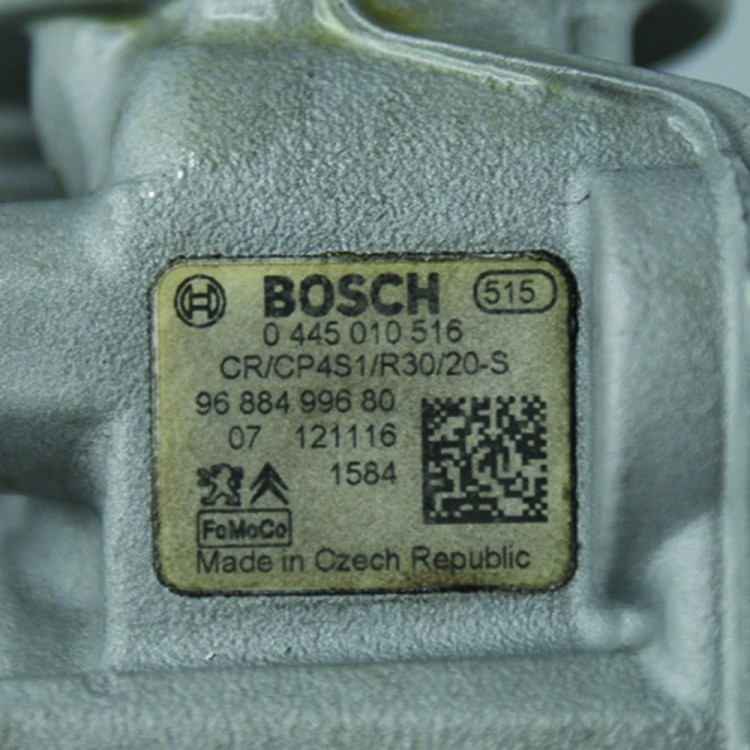 BOSCH 515
0 445 010 516
CR/CP4S1/R30/20-S
96 884 996 80
07 121116
1584
FoMoCo
Made in Czech Republic